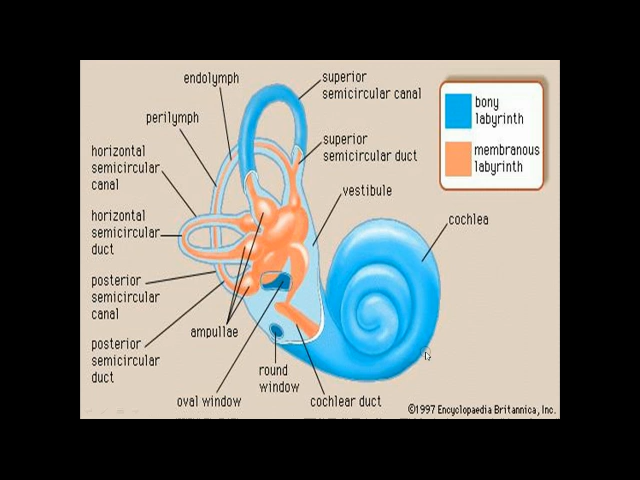 endolymph
superior
semicircular canal
bony
labyrinth
perilymph
membranous
labyrinth
superior
semicircular duct
horizontal
semicircular
canal
vestibule
horizontal
semicircular
duct
cochlea
posterior
semicircular
canal
ampullae
posterior
semicircular
duct
round
window
oval window
cochlear duct
©1997 Encyclopaedia Britannica, Inc.